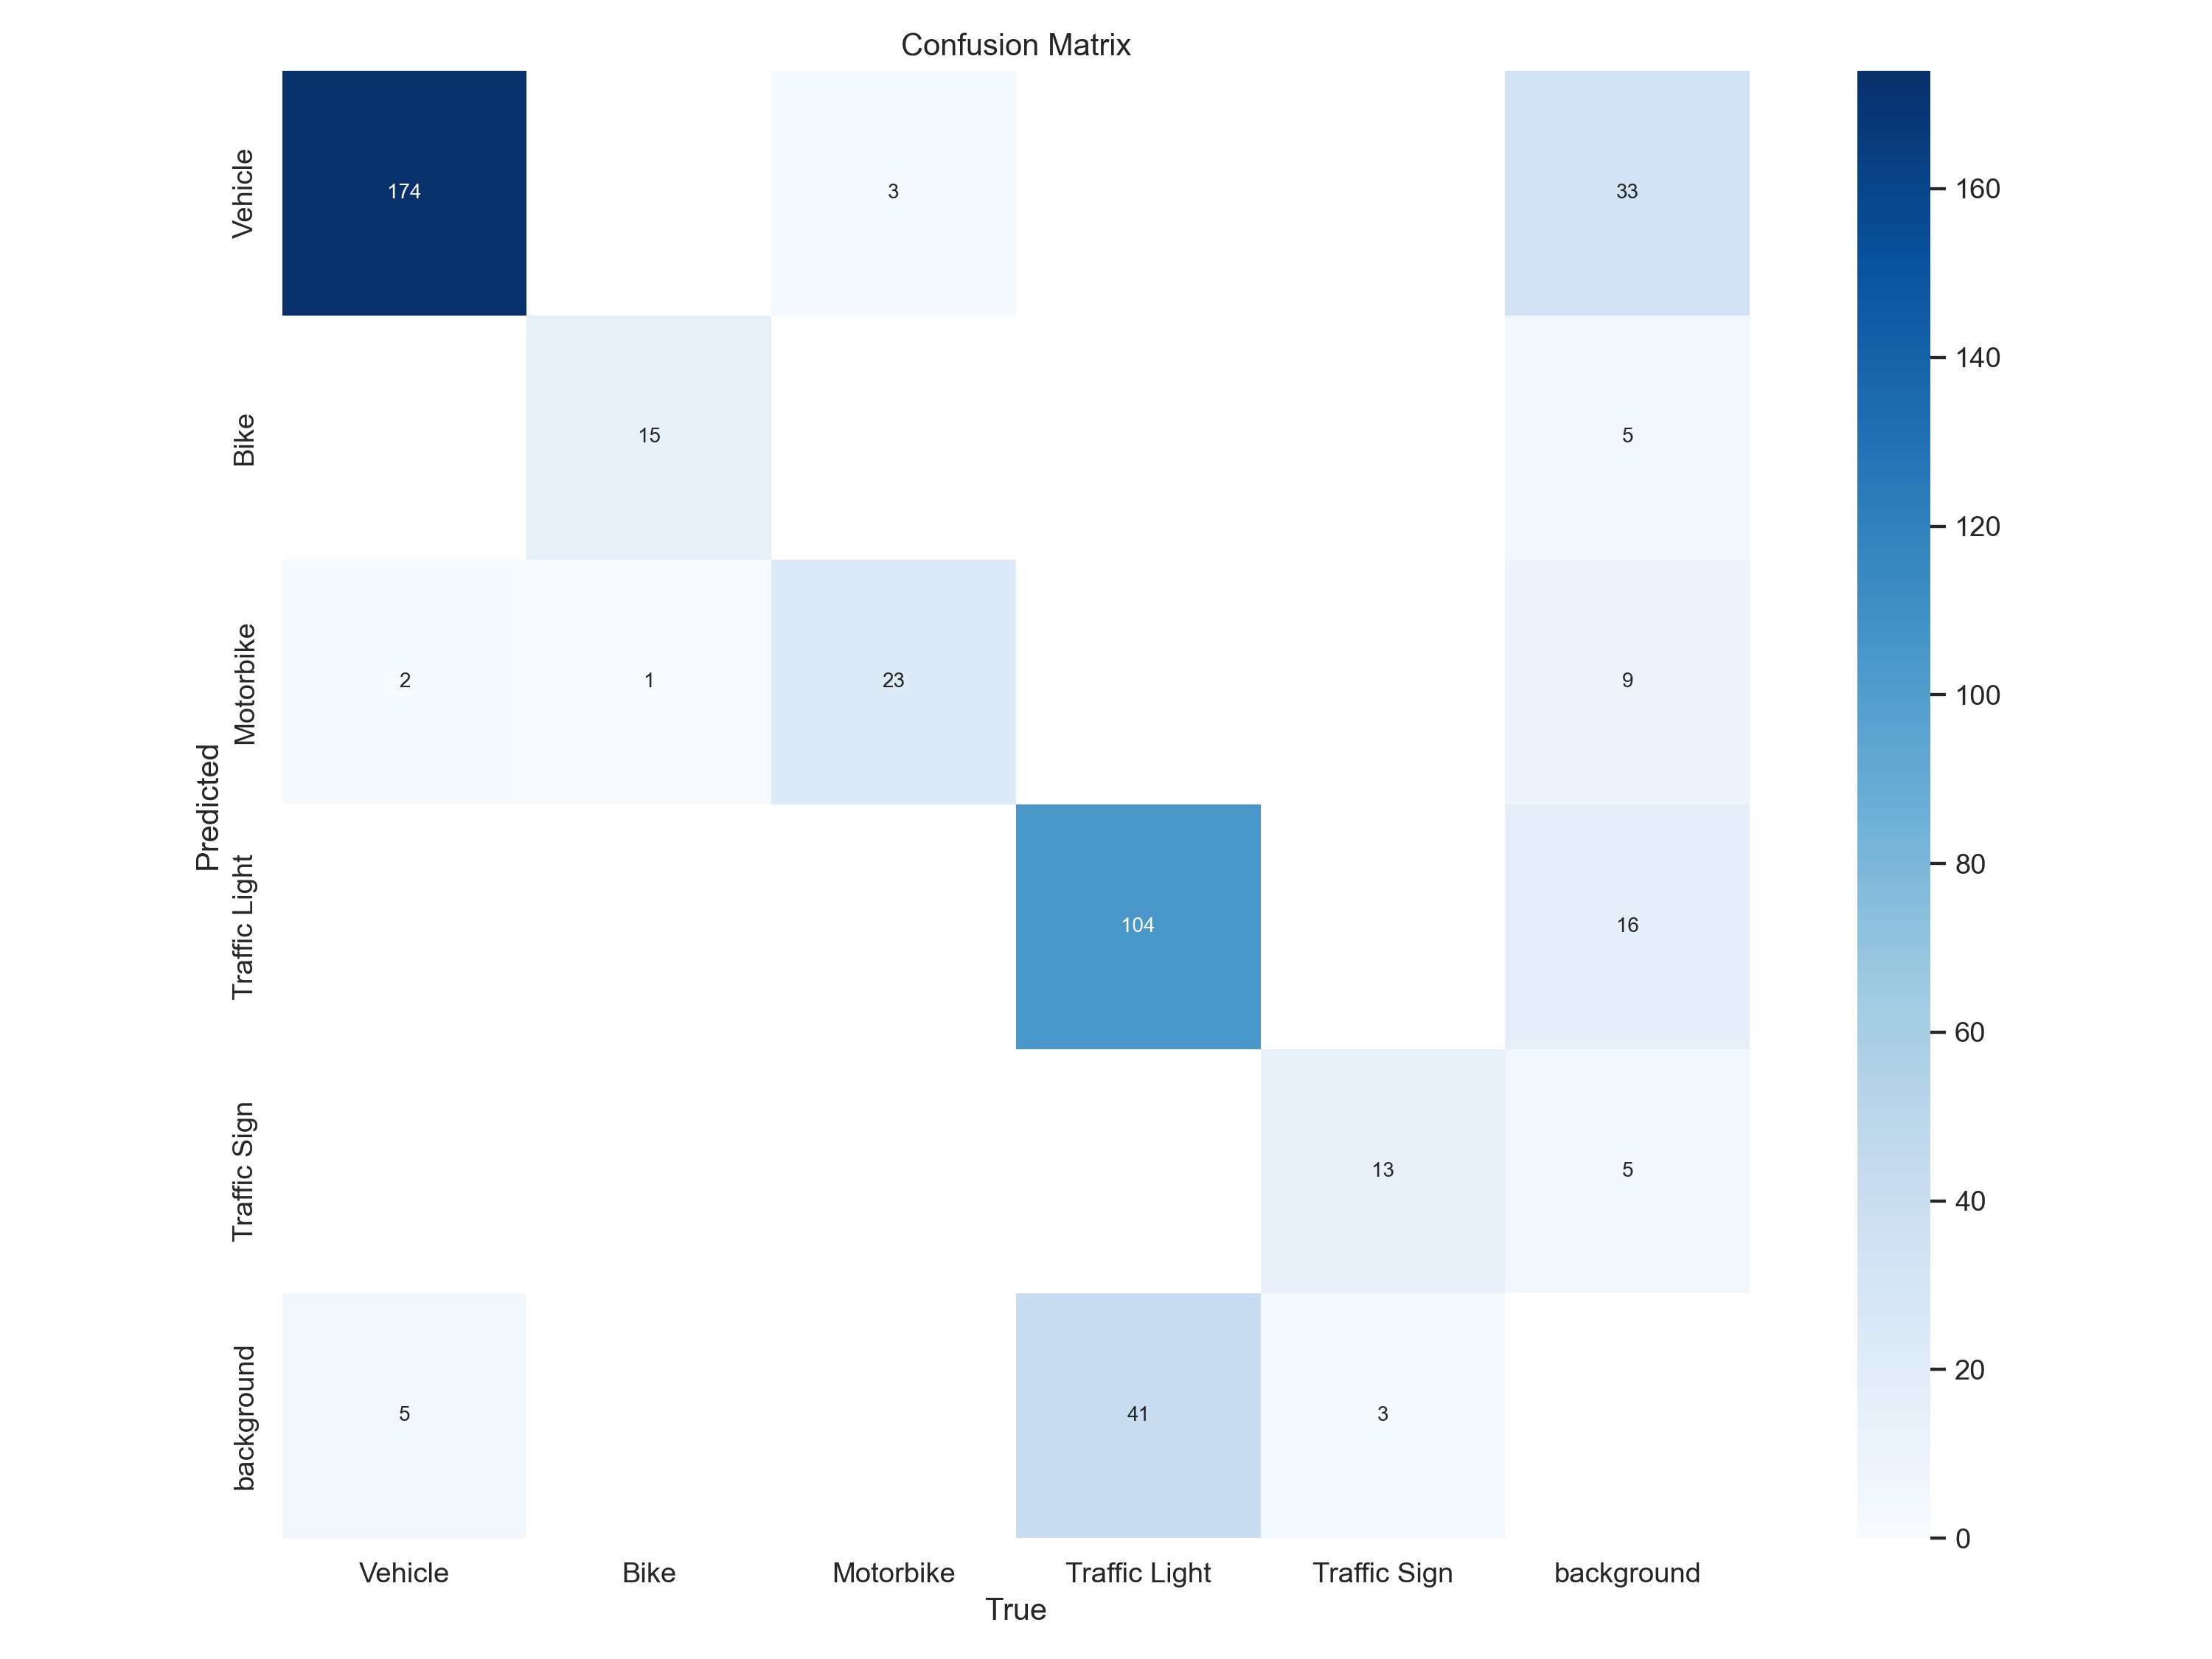 Confusion Matrix
Vehicle
174
3
33
160
140
Bike
15
5
120
Motorbike
2
1
23
9
100
Predicted
Traffic Light
104
16
80
60
Traffic Sign
13
5
40
20
background
5
41
3
0
Vehicle
Bike
Motorbike
Traffic Light
Traffic Sign
background
True